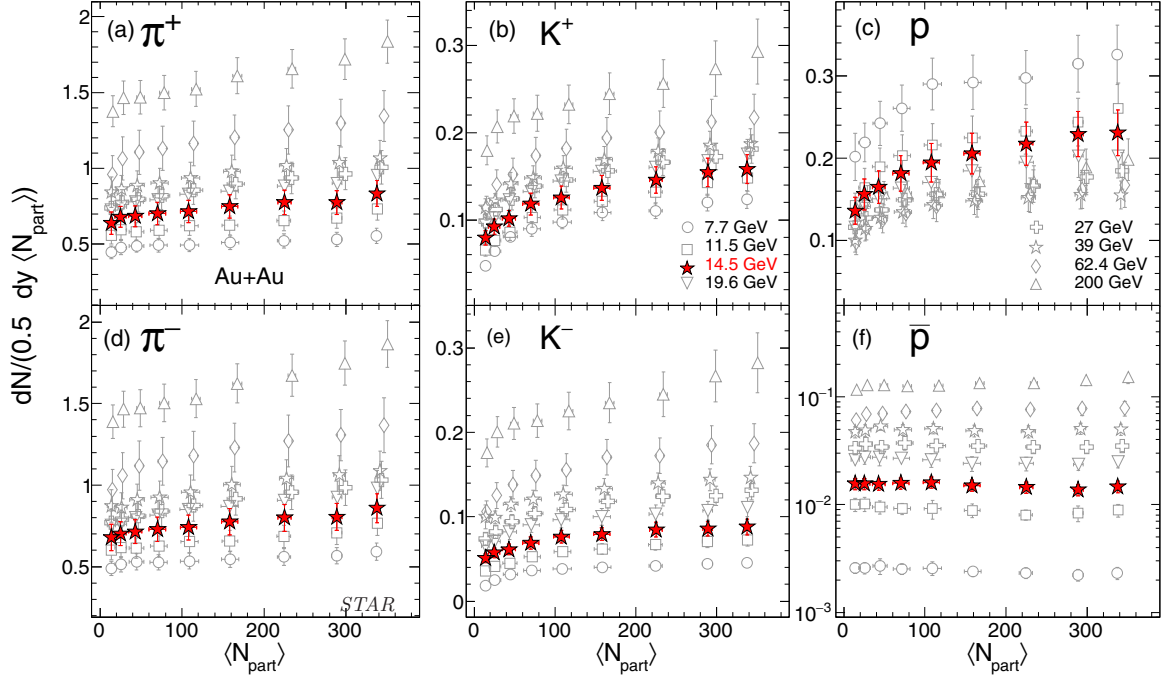 dN/(0.5 dy ⟨N_part⟩)
(a) π⁺
2
1.5
1
0.5
Au+Au
(b) K⁺
0.3
0.2
0.1
7.7 GeV
11.5 GeV
14.5 GeV
19.6 GeV
(c) p
0.3
0.2
0.1
27 GeV
39 GeV
62.4 GeV
200 GeV
(d) π⁻
2
1.5
1
0.5
STAR
0 100 200 300
⟨N_part⟩
(e) K⁻
0.3
0.2
0.1
0
0 100 200 300
⟨N_part⟩
(f) p̅
10⁻¹
10⁻²
10⁻³
0 100 200 300
⟨N_part⟩